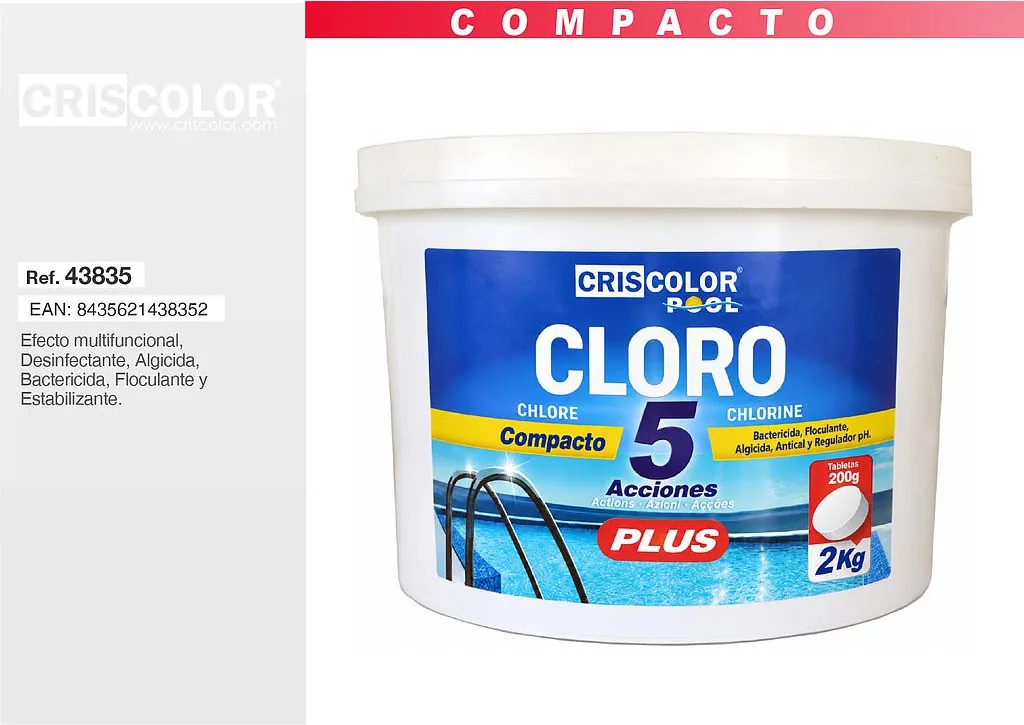 COMPACTO
CRISCOLOR®
www.criscolor.com
Ref. 43835
EAN: 8435621438352
Efecto multifuncional,
Desinfectante, Algicida,
Bactericida, Floculante y
Estabilizante.
CRISCOLOR®
POOL
CLORO
CHLORE
CHLORINE
Compacto
5
Bactericida, Floculante,
Algicida, Antical y Regulador pH.
Acciones
Actions · Azioni · Acções
PLUS
Tabletas
200g
2Kg